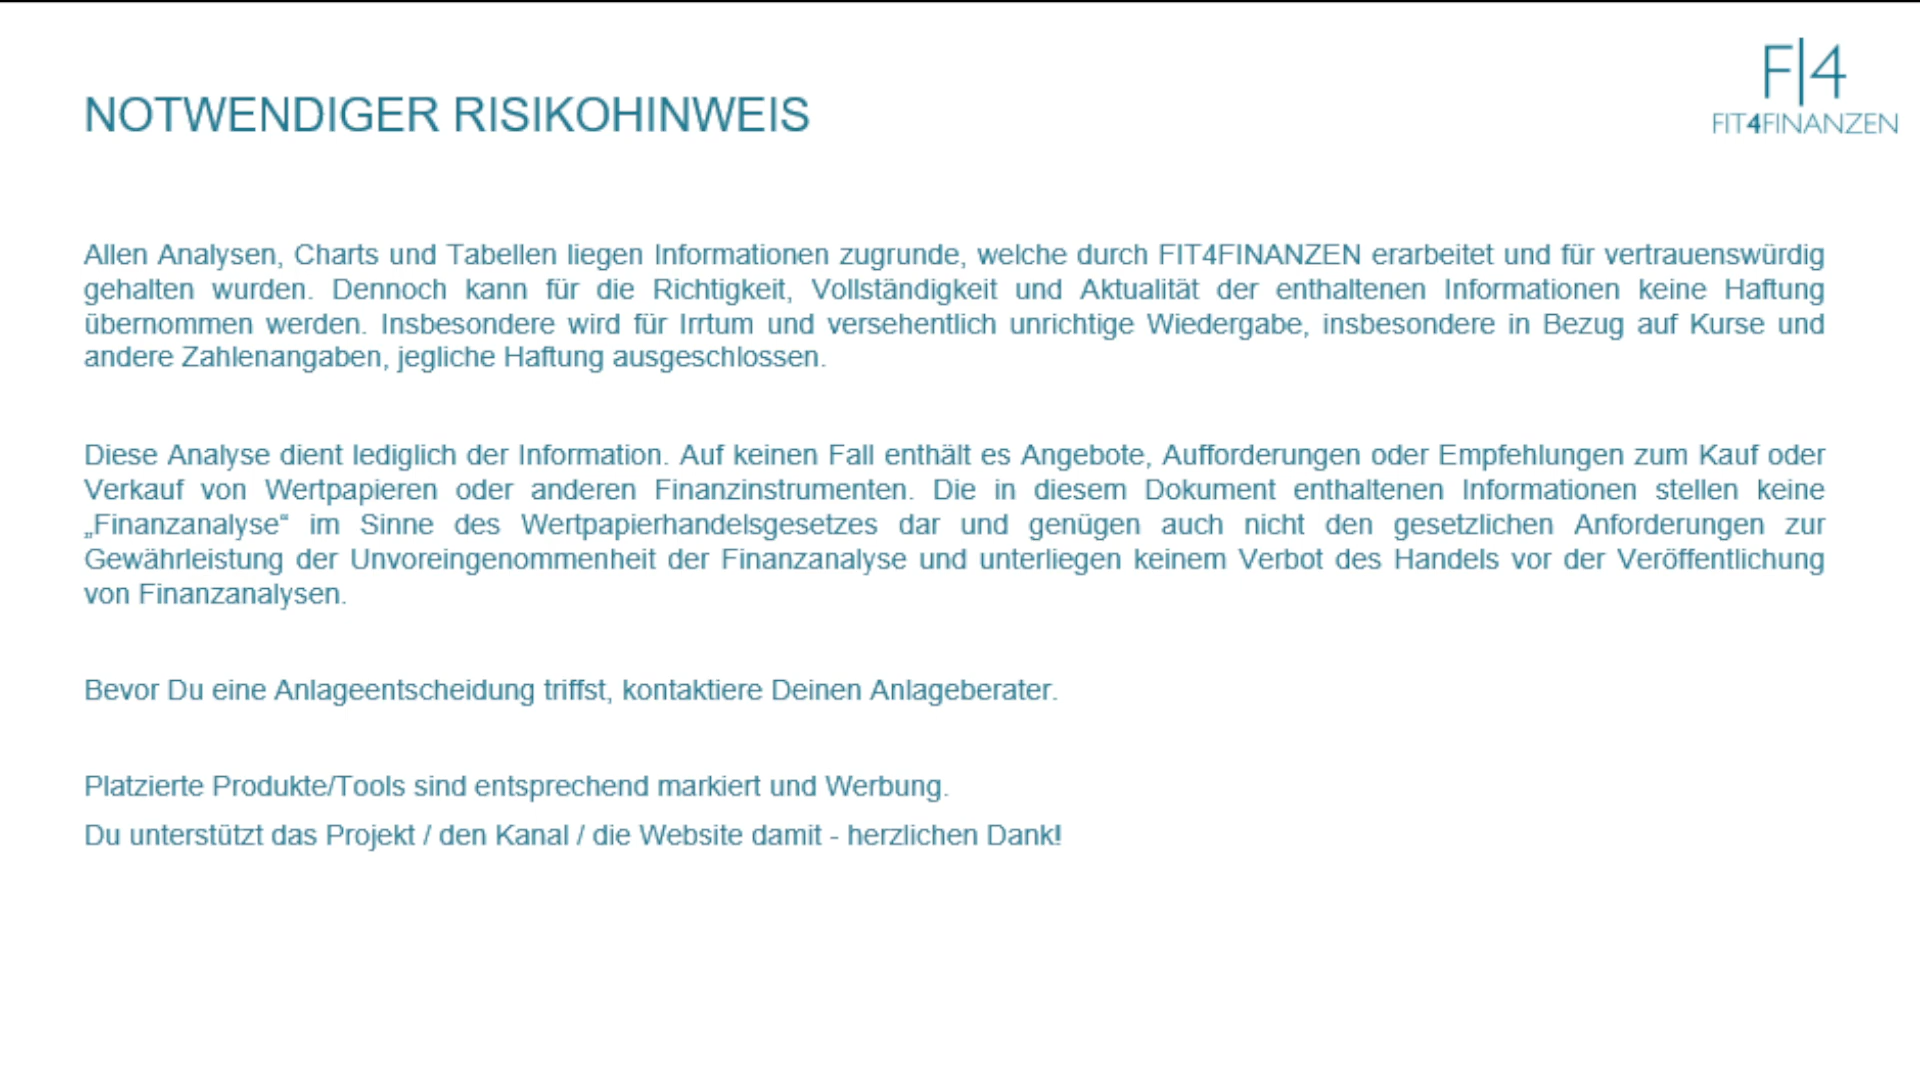 NOTWENDIGER RISIKOHINWEIS
F|4
FIT4FINANZEN
Allen Analysen, Charts und Tabellen liegen Informationen zugrunde, welche durch FIT4FINANZEN erarbeitet und für vertrauenswürdig
gehalten wurden. Dennoch kann für die Richtigkeit, Vollständigkeit und Aktualität der enthaltenen Informationen keine Haftung
übernommen werden. Insbesondere wird für Irrtum und versehentlich unrichtige Wiedergabe, insbesondere in Bezug auf Kurse und
andere Zahlenangaben, jegliche Haftung ausgeschlossen.
Diese Analyse dient lediglich der Information. Auf keinen Fall enthält es Angebote, Aufforderungen oder Empfehlungen zum Kauf oder
Verkauf von Wertpapieren oder anderen Finanzinstrumenten. Die in diesem Dokument enthaltenen Informationen stellen keine
„Finanzanalyse“ im Sinne des Wertpapierhandelsgesetzes dar und genügen auch nicht den gesetzlichen Anforderungen zur
Gewährleistung der Unvoreingenommenheit der Finanzanalyse und unterliegen keinem Verbot des Handels vor der Veröffentlichung
von Finanzanalysen.
Bevor Du eine Anlageentscheidung triffst, kontaktiere Deinen Anlageberater.
Platzierte Produkte/Tools sind entsprechend markiert und Werbung.
Du unterstützt das Projekt / den Kanal / die Website damit - herzlichen Dank!